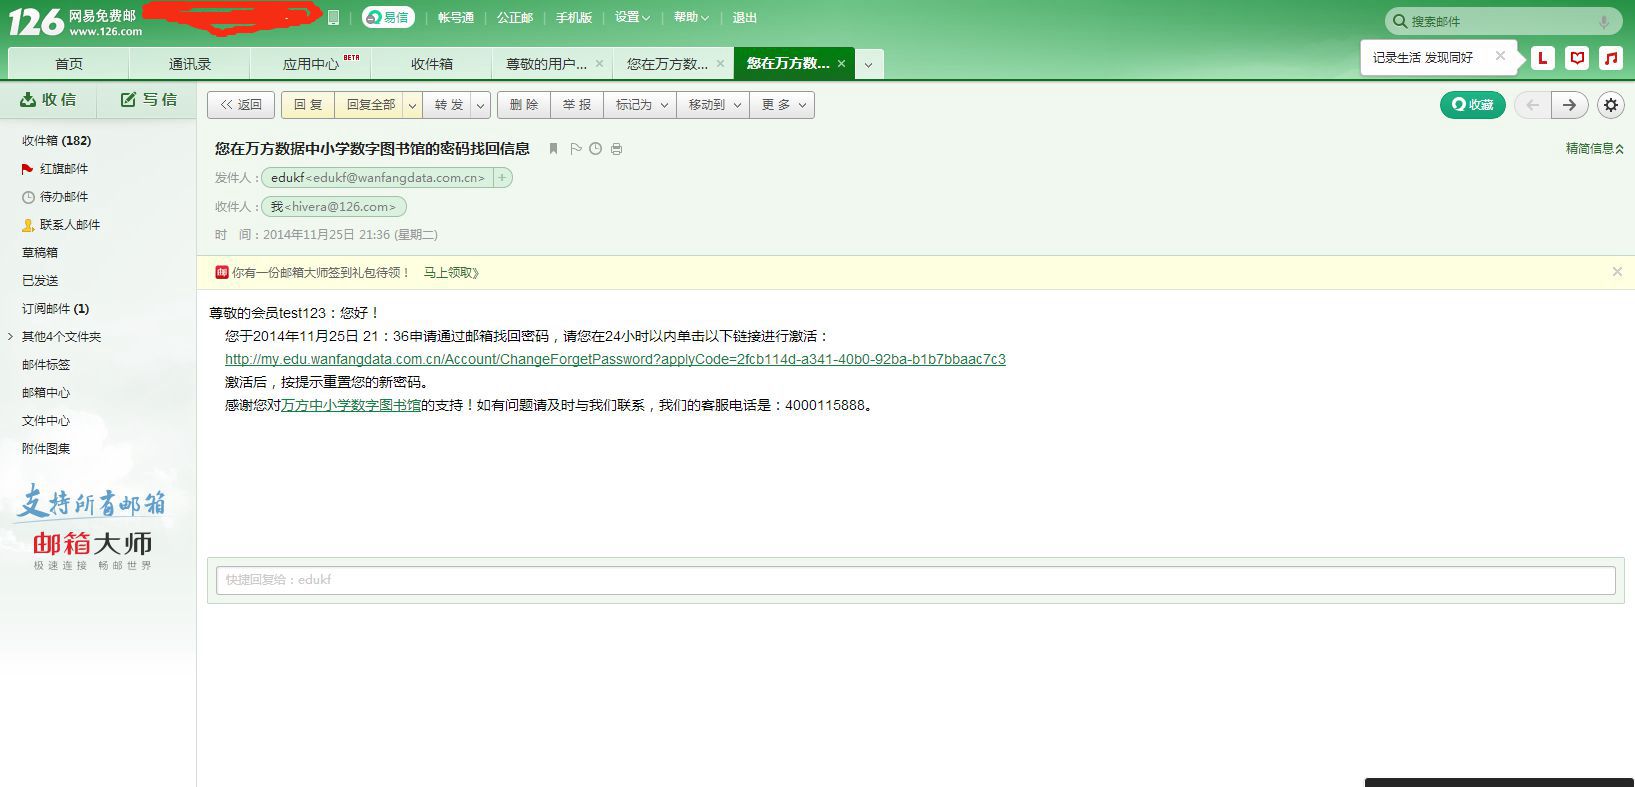 126 网易免费邮 www.126.com
易信 | 帐号通 | 公正邮 | 手机版 | 设置 | 帮助 | 退出
搜索邮件
首页 通讯录 应用中心 BETA 收件箱 尊敬的用户... × 您在万方数... × 您在万方数... ×
记录生活 发现同好 ×
收信 写信
<< 返回 回复 回复全部 转发 删除 举报 标记为 移动到 更多
收藏
收件箱 (182)
红旗邮件
待办邮件
联系人邮件
草稿箱
已发送
订阅邮件 (1)
其他4个文件夹
邮件标签
邮箱中心
文件中心
附件图集
支持所有邮箱
邮箱大师
极速连接 畅邮世界
您在万方数据中小学数字图书馆的密码找回信息
精简信息
发件人：edukf<edukf@wanfangdata.com.cn> +
收件人：我<hivera@126.com>
时 间：2014年11月25日 21:36 (星期二)
邮 你有一份邮箱大师签到礼包待领！ 马上领取》 ×
尊敬的会员test123：您好！
您于2014年11月25日 21：36申请通过邮箱找回密码，请您在24小时以内单击以下链接进行激活：
http://my.edu.wanfangdata.com.cn/Account/ChangeForgetPassword?applyCode=2fcb114d-a341-40b0-92ba-b1b7bbaac7c3
激活后，按提示重置您的新密码。
感谢您对万方中小学数字图书馆的支持！如有问题请及时与我们联系，我们的客服电话是：4000115888。
快捷回复给：edukf